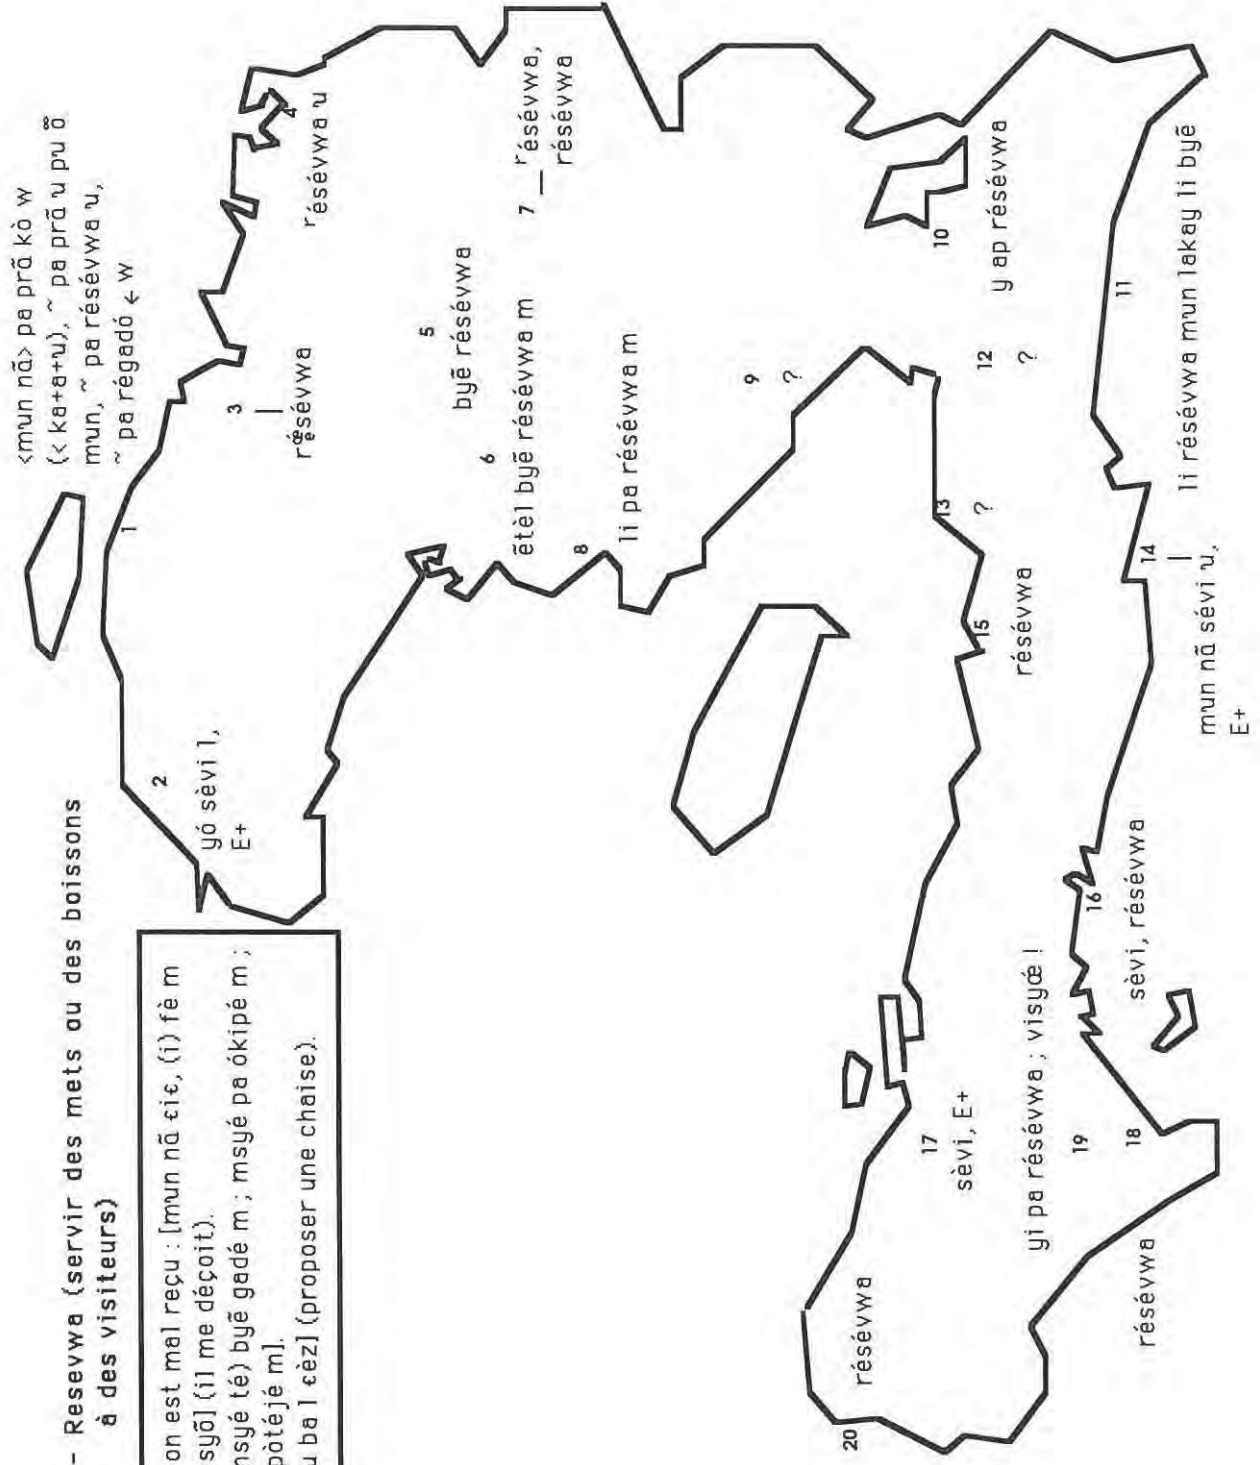 – Resevwa (servir des mets ou des boissons
à des visiteurs)
on est mal reçu : [mun nã ɛiɛ, (i) fè m
syõ] (il me déçoit).
nsyé té) byẽ gadé m ; msyé pa ókipé m ;
pòtéjé m].
u ba l ɛèz] (proposer une chaise).
<mun nã> pa prã kò w
(< ka+a+u), ~ pa prã u pu õ
mun, ~ pa résévwa u,
~ pa régadó ← w
1
2
yó sèvi l,
E+
3
résévwa
4
résévwa u
5
byẽ résévwa
6
ẽtèl byẽ résévwa m
7
résévwa,
résévwa
8
li pa résévwa m
9
?
10
y ap résévwa
11
li résévwa mun lakay li byẽ
12
?
13
?
14
mun nã sévi u,
E+
15
résévwa
16
sèvi, résévwa
17
sèvi, E+
18
résévwa
19
yi pa résévwa ; visyœ !
20
résévwa